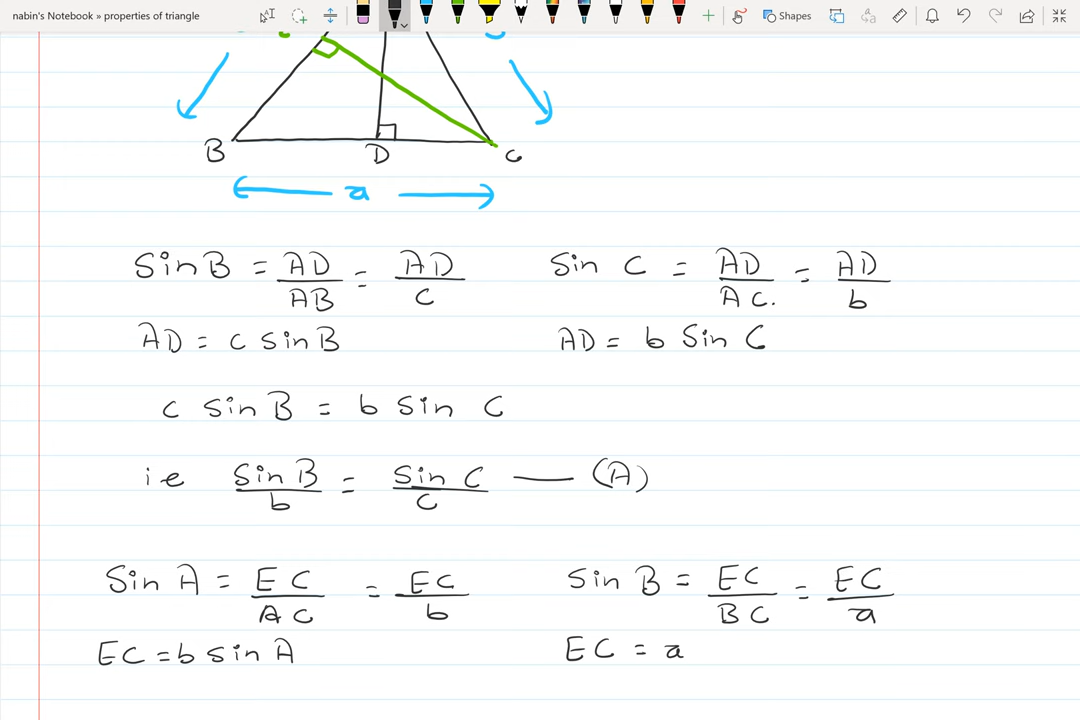 nabin's Notebook » properties of triangle
Shapes
B D C
a
Sin B = AD/AB = AD/c Sin C = AD/AC. = AD/b
AD = c sin B AD = b Sin C
c sin B = b sin C
i e Sin B/b = Sin C/c — (A)
Sin A = EC/AC = EC/b Sin B = EC/BC = EC/a
EC = b sin A EC = a